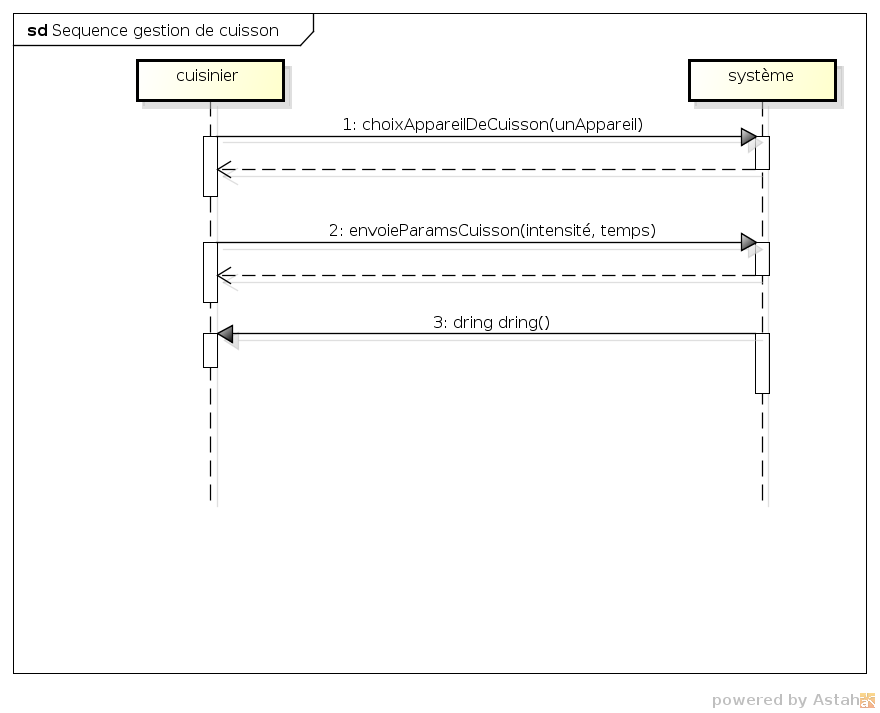 sd Sequence gestion de cuisson
cuisinier
système
1: choixAppareilDeCuisson(unAppareil)
2: envoieParamsCuisson(intensité, temps)
3: dring dring()
powered by Astah